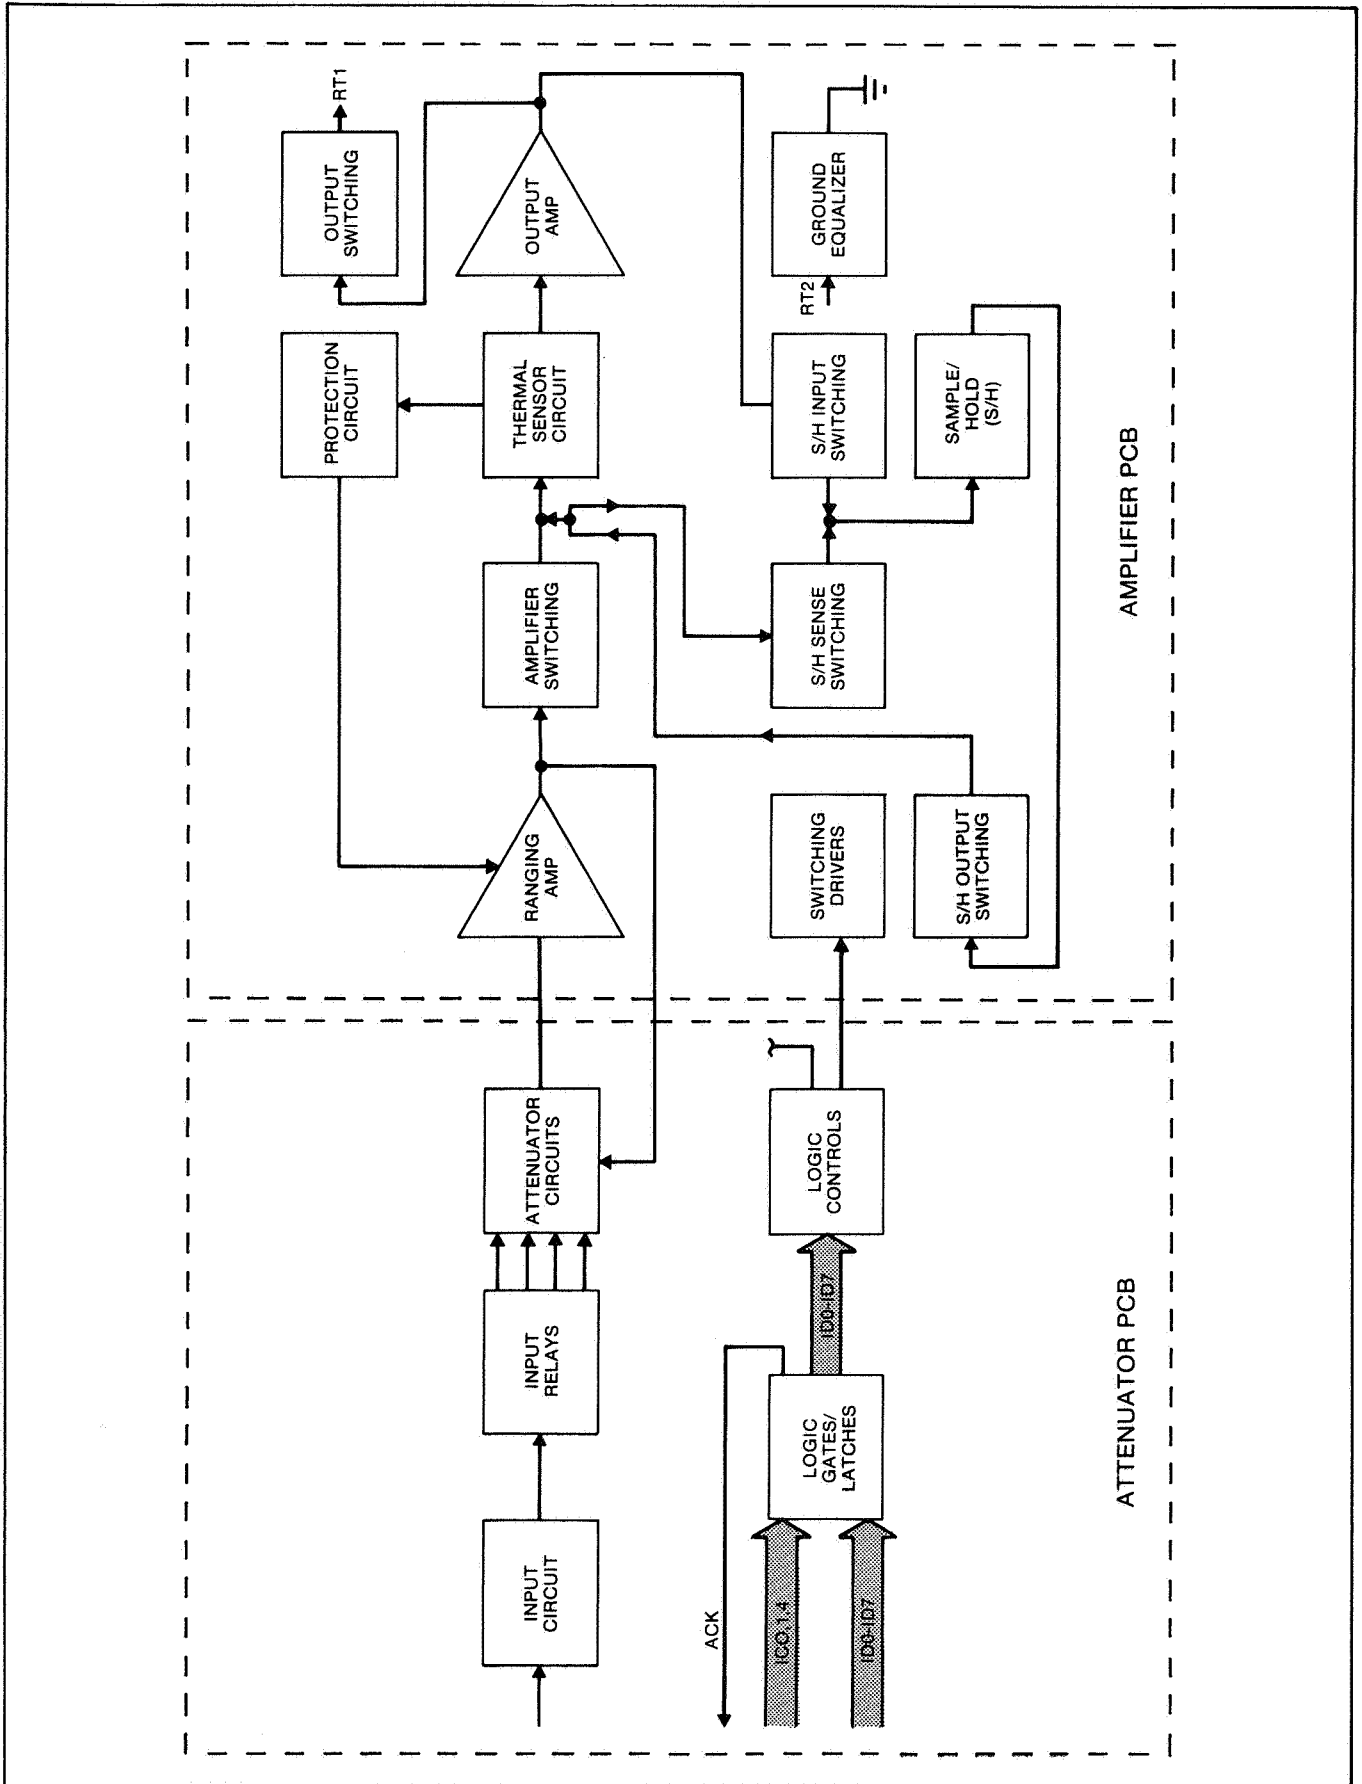 INPUT
CIRCUIT
INPUT
RELAYS
ATTENUATOR
CIRCUITS
RANGING
AMP
AMPLIFIER
SWITCHING
THERMAL
SENSOR
CIRCUIT
PROTECTION
CIRCUIT
OUTPUT
AMP
OUTPUT
SWITCHING
RT1
ACK
ICO,1,4
ID0-ID7
LOGIC
GATES/
LATCHES
ID0-ID7
LOGIC
CONTROLS
SWITCHING
DRIVERS
S/H OUTPUT
SWITCHING
S/H SENSE
SWITCHING
S/H INPUT
SWITCHING
SAMPLE/
HOLD
(S/H)
RT2
GROUND
EQUALIZER
ATTENUATOR PCB
AMPLIFIER PCB